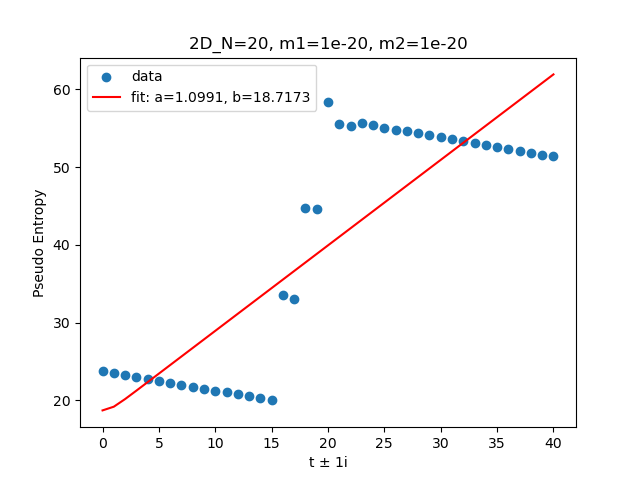 2D_N=20, m1=1e-20, m2=1e-20
data
fit: a=1.0991, b=18.7173
Pseudo Entropy
60
50
40
30
20
0 5 10 15 20 25 30 35 40
t ± 1i